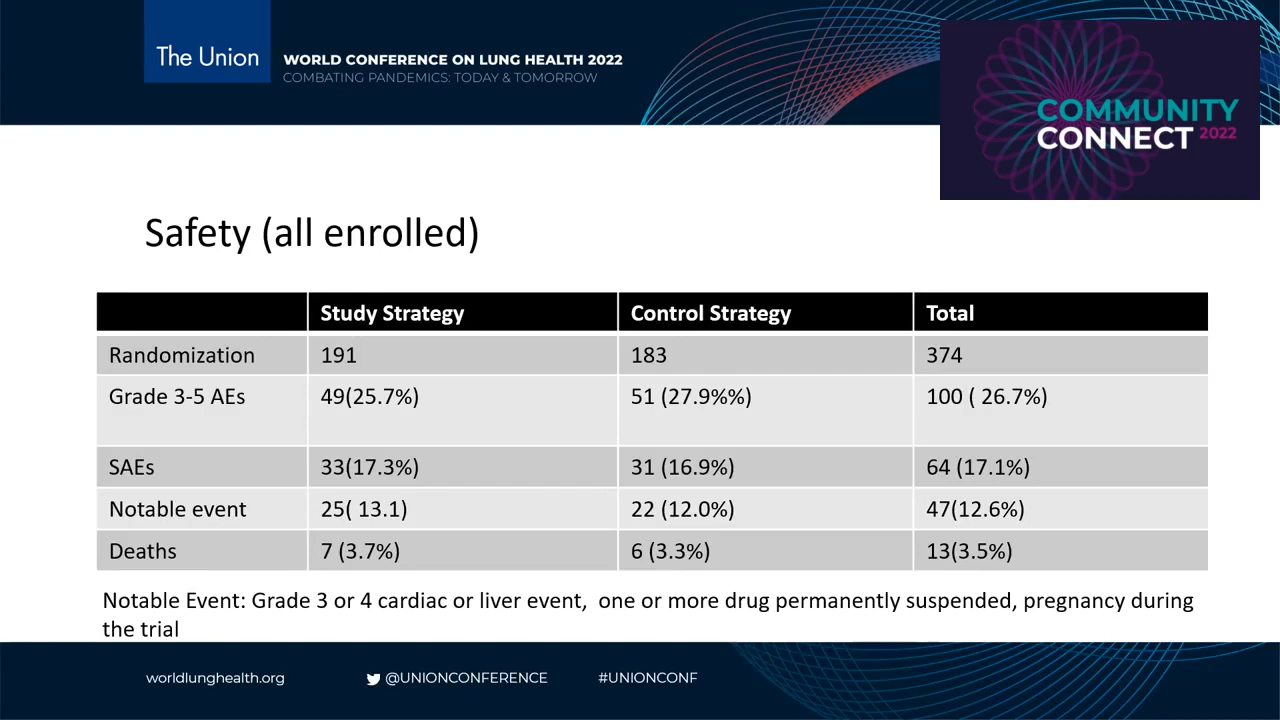 The Union
WORLD CONFERENCE ON LUNG HEALTH 2022
COMBATING PANDEMICS: TODAY & TOMORROW
COMMUNITY
CONNECT 2022
Safety (all enrolled)
Study Strategy Control Strategy Total
Randomization 191 183 374
Grade 3-5 AEs 49(25.7%) 51 (27.9%%) 100 ( 26.7%)
SAEs 33(17.3%) 31 (16.9%) 64 (17.1%)
Notable event 25( 13.1) 22 (12.0%) 47(12.6%)
Deaths 7 (3.7%) 6 (3.3%) 13(3.5%)
Notable Event: Grade 3 or 4 cardiac or liver event,  one or more drug permanently suspended, pregnancy during
the trial
worldlunghealth.org @UNIONCONFERENCE #UNIONCONF